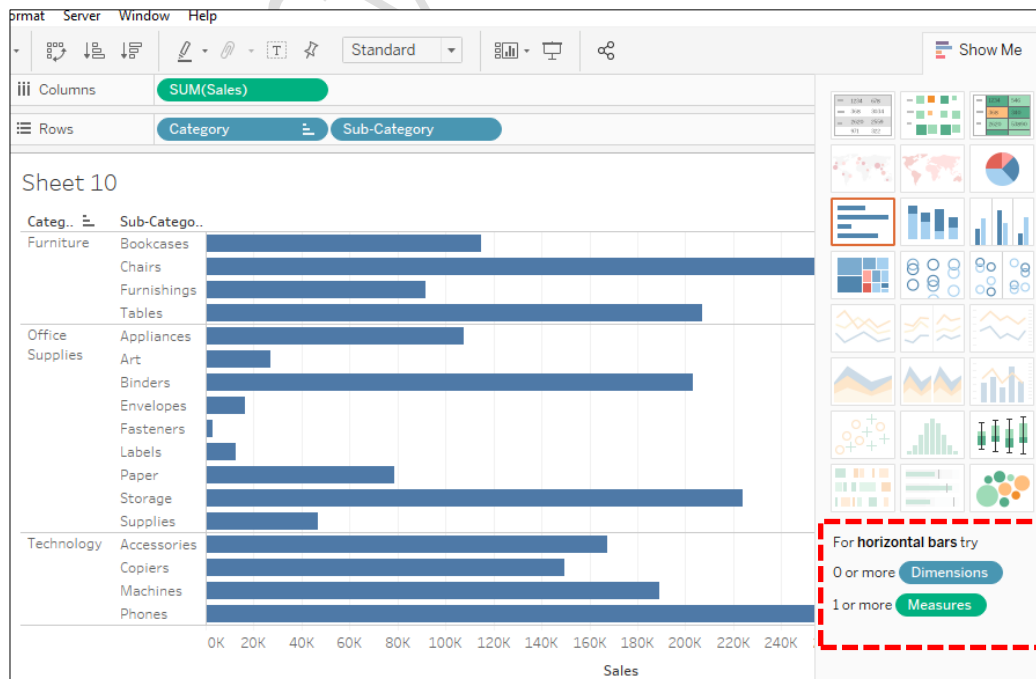 ormat Server Window Help
Standard
Show Me
Columns SUM(Sales)
Rows Category Sub-Category
Sheet 10
Categ.. Sub-Catego..
Furniture Bookcases
Chairs
Furnishings
Tables
Office Supplies Appliances
Art
Binders
Envelopes
Fasteners
Labels
Paper
Storage
Supplies
Technology Accessories
Copiers
Machines
Phones
0K 20K 40K 60K 80K 100K 120K 140K 160K 180K 200K 220K 240K
Sales
For horizontal bars try
0 or more Dimensions
1 or more Measures